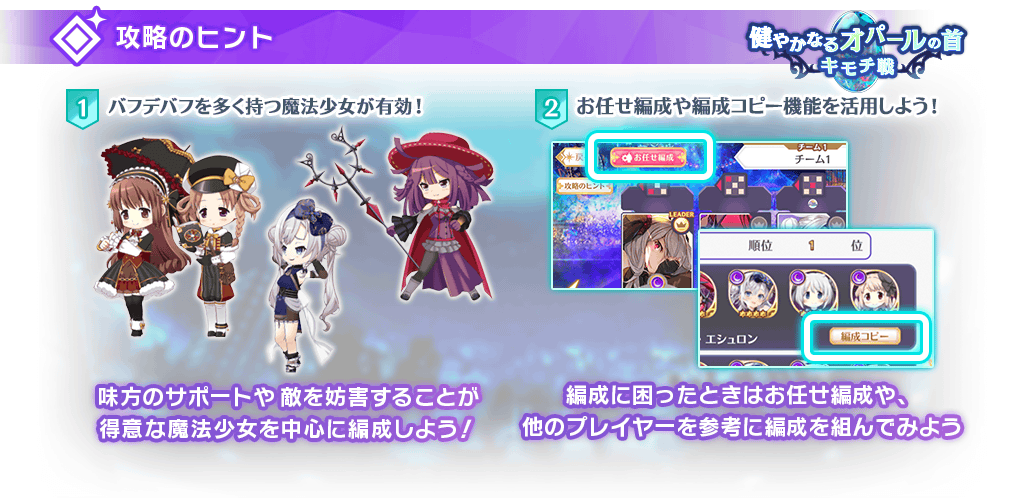 攻略のヒント
健やかなるオパールの首
キモチ戦
1 バフデバフを多く持つ魔法少女が有効！
2 お任せ編成や編成コピー機能を活用しよう！
戻
お任せ編成
チーム1
チーム1
攻略のヒント
LEADER
順位 1 位
エシュロン
編成コピー
味方のサポートや 敵を妨害することが
得意な魔法少女を中心に編成しよう！
編成に困ったときはお任せ編成や、
他のプレイヤーを参考に編成を組んでみよう